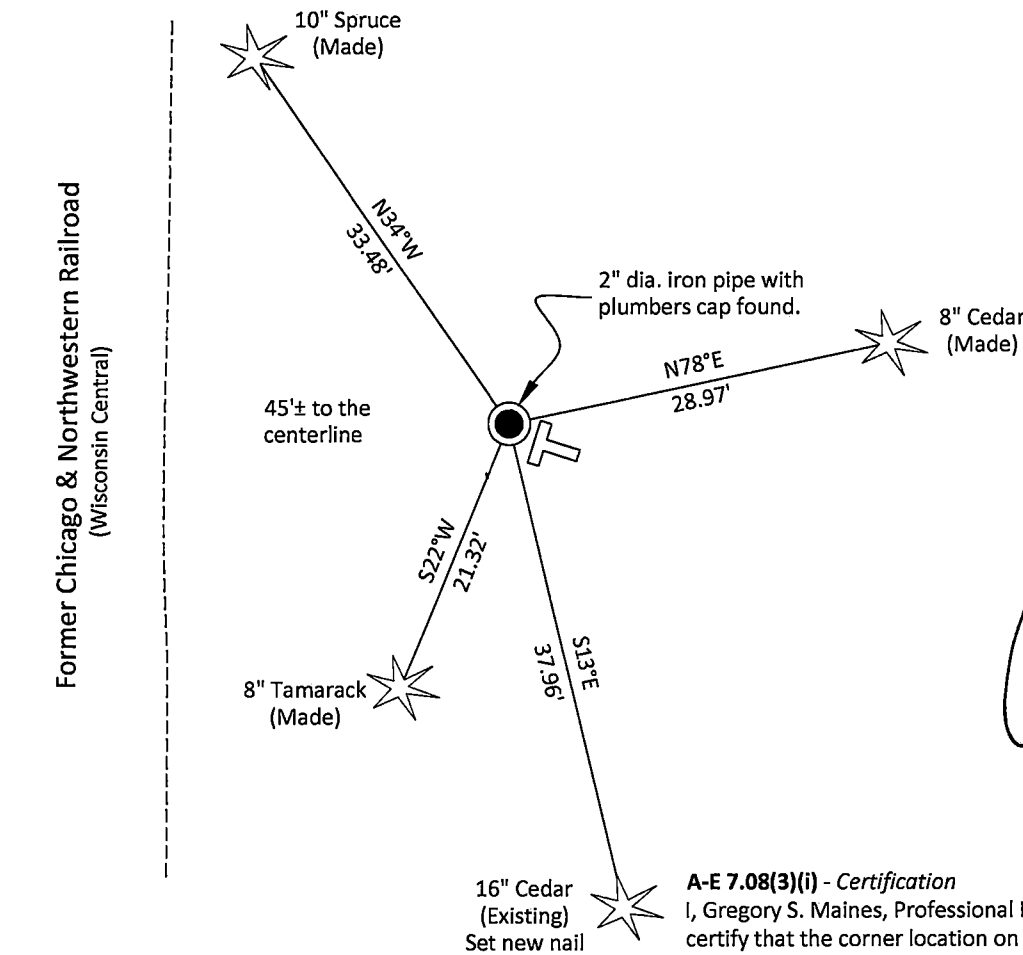 10" Spruce
(Made)
N34°W
33.48'
2" dia. iron pipe with
plumbers cap found.
8" Cedar
(Made)
N78°E
28.97'
45'± to the
centerline
Former Chicago & Northwestern Railroad
(Wisconsin Central)
S22°W
21.32'
S13°E
37.96'
8" Tamarack
(Made)
16" Cedar
(Existing)
Set new nail
A-E 7.08(3)(i) - Certification
I, Gregory S. Maines, Professional
certify that the corner location on